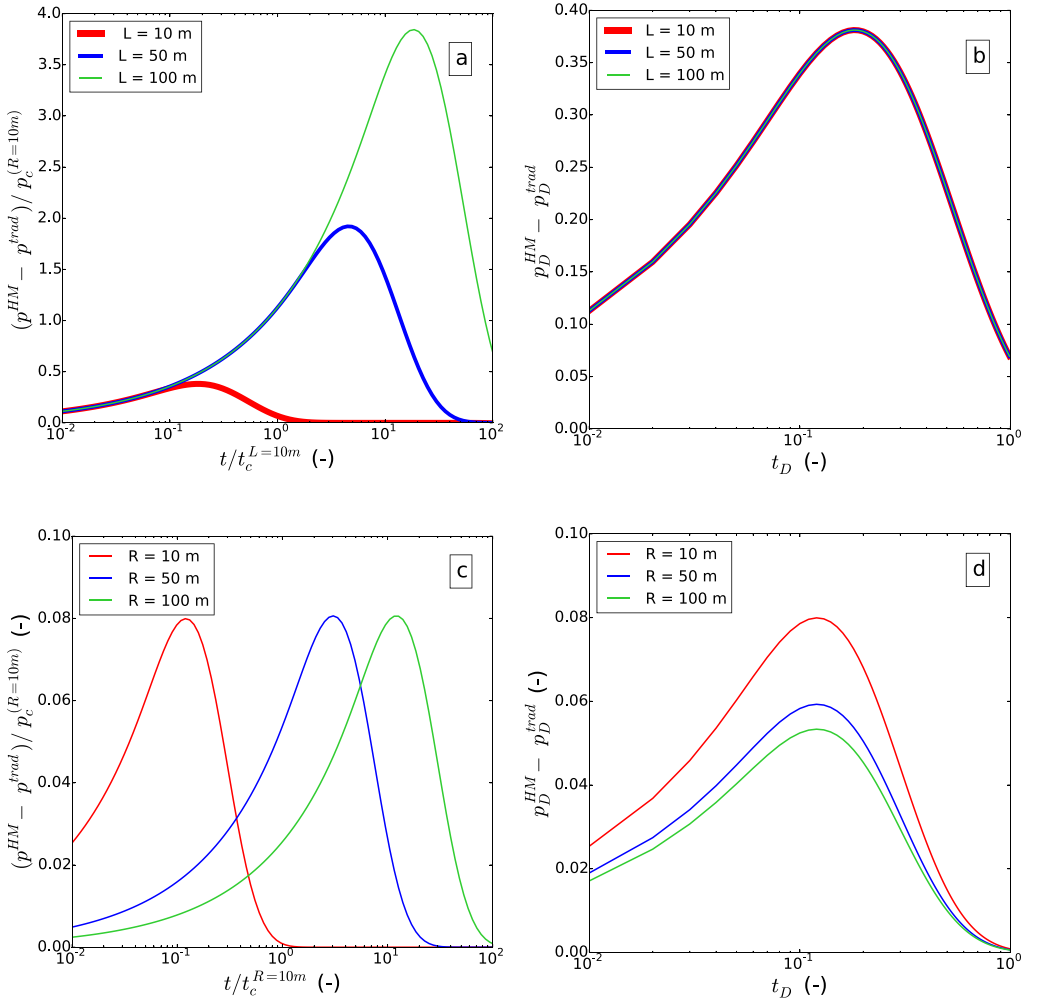 L = 10 m
L = 50 m
L = 100 m
a
4.0
3.5
3.0
2.5
2.0
1.5
1.0
0.5
0.0
10^-2
10^-1
10^0
10^1
10^2
(p^HM − p^trad)/ p_c^(R=10m)
t/t_c^L=10m (-)
L = 10 m
L = 50 m
L = 100 m
b
0.40
0.35
0.30
0.25
0.20
0.15
0.10
0.05
0.00
10^-2
10^-1
10^0
p_D^HM − p_D^trad
t_D (-)
R = 10 m
R = 50 m
R = 100 m
c
0.10
0.08
0.06
0.04
0.02
0.00
10^-2
10^-1
10^0
10^1
10^2
(p^HM − p^trad)/ p_c^(R=10m) (-)
t/t_c^R=10m (-)
R = 10 m
R = 50 m
R = 100 m
d
0.10
0.08
0.06
0.04
0.02
0.00
10^-2
10^-1
10^0
p_D^HM − p_D^trad (-)
t_D (-)